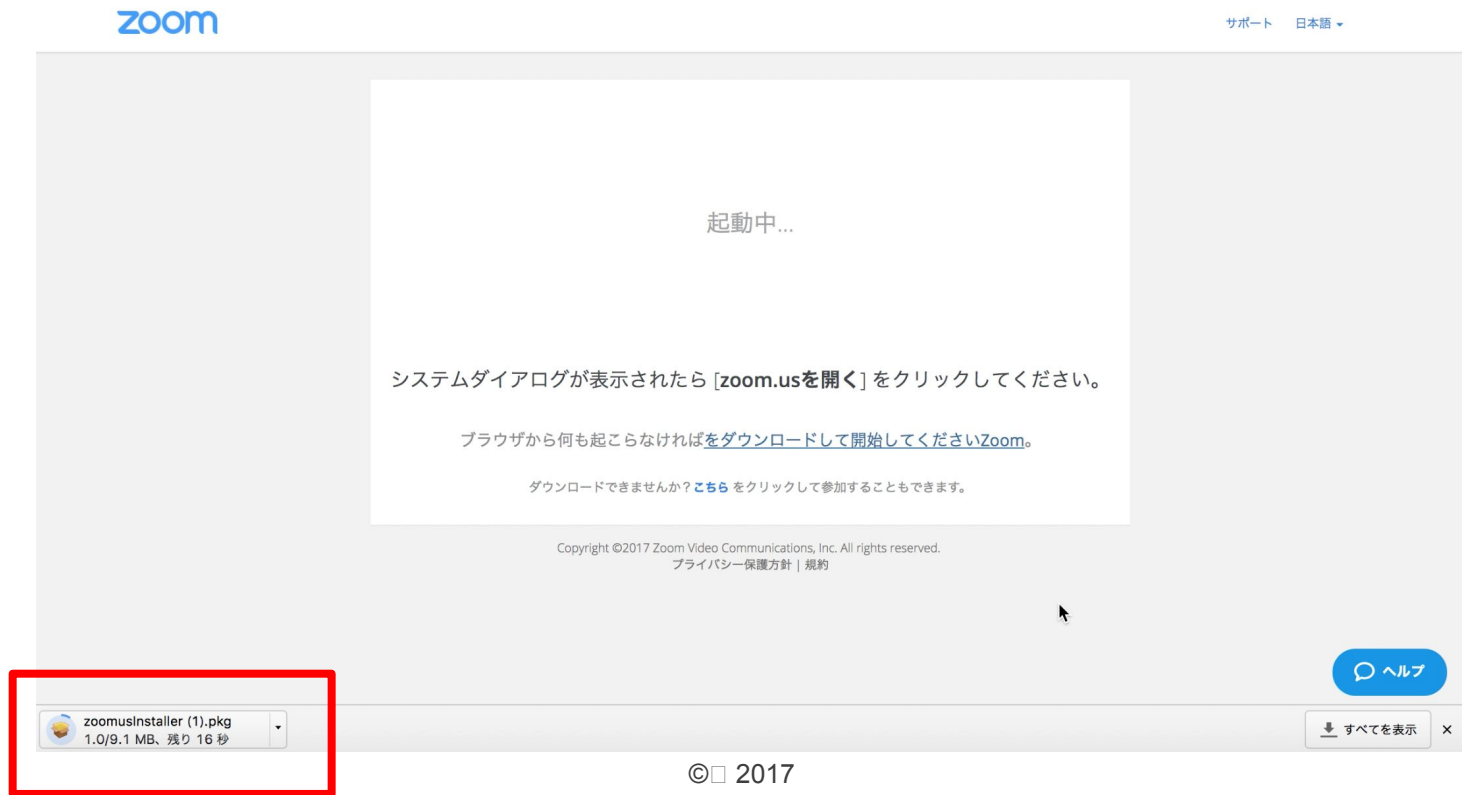 zoom
サポート 日本語
起動中...
システムダイアログが表示されたら [zoom.usを開く] をクリックしてください。
ブラウザから何も起こらなければをダウンロードして開始してくださいZoom。
ダウンロードできませんか？こちら をクリックして参加することもできます。
Copyright ©2017 Zoom Video Communications, Inc. All rights reserved.
プライバシー保護方針 | 規約
ヘルプ
zoomusInstaller (1).pkg
1.0/9.1 MB、残り 16 秒
すべてを表示
©□ 2017